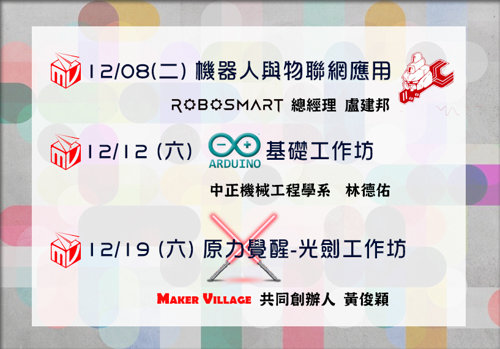 12/08(二) 機器人與物聯網應用
ROBOSMART 總經理 盧建邦
12/12 (六) ARDUINO 基礎工作坊
中正機械工程學系 林德佑
12/19 (六) 原力覺醒-光劍工作坊
MAKER VILLAGE 共同創辦人 黃俊穎